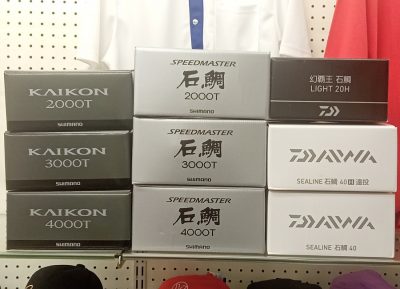 KAIKON
2000T
SHIMANO
KAIKON
3000T
SHIMANO
KAIKON
4000T
SHIMANO
SPEEDMASTER
石鯛
2000T
SHIMANO
SPEEDMASTER
石鯛
3000T
SHIMANO
SPEEDMASTER
石鯛
4000T
SHIMANO
幻覇王 石鯛
LIGHT 20H
DAIWA
SEALINE 石鯛 40 遠投
DAIWA
SEALINE 石鯛 40